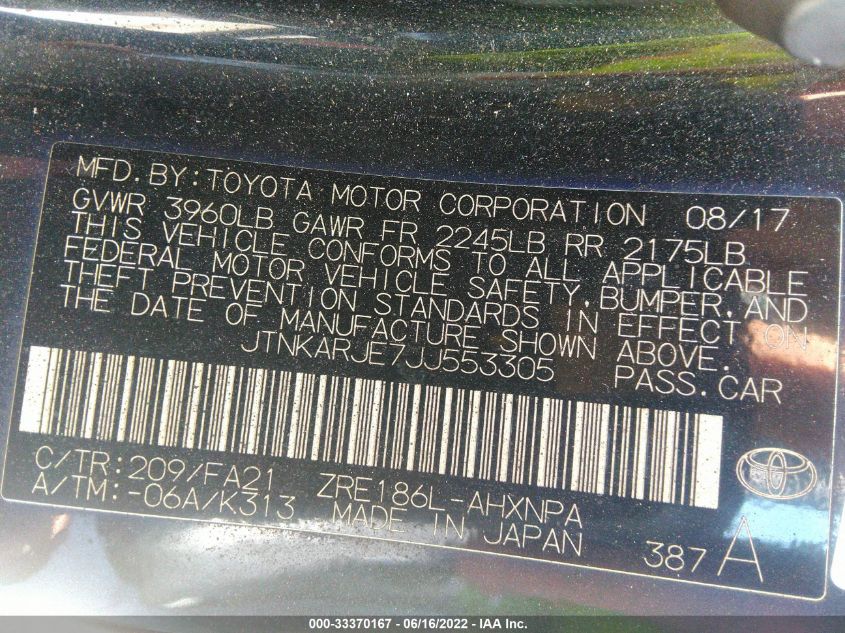 MFD. BY: TOYOTA MOTOR CORPORATION 08/17
GVWR 3960LB GAWR FR 2245LB RR 2175LB
THIS VEHICLE CONFORMS TO ALL APPLICABLE
FEDERAL MOTOR VEHICLE SAFETY, BUMPER, AND
THEFT PREVENTION STANDARDS IN EFFECT ON
THE DATE OF MANUFACTURE SHOWN ABOVE.
JTNKARJE7JJ553305 PASS. CAR
C/TR: 209/FA21 ZRE186L-AHXNPA
A/TM: -06A/K313 MADE IN JAPAN 387 A
000-33370167 - 06/16/2022 - © IAA Inc.